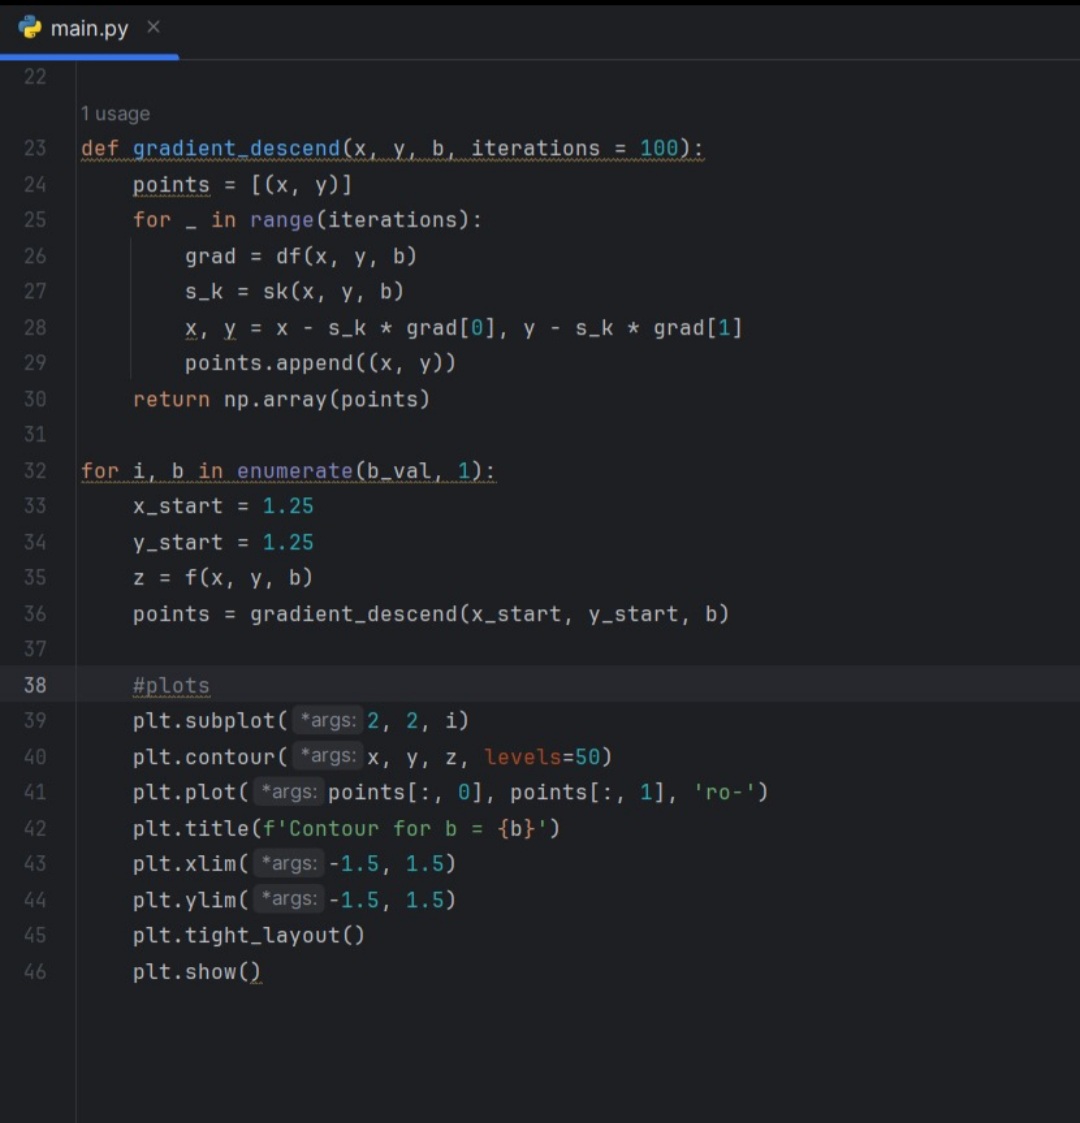 main.py ×
22
1 usage
23 def gradient_descend(x, y, b, iterations = 100):
24     points = [(x, y)]
25     for _ in range(iterations):
26         grad = df(x, y, b)
27         s_k = sk(x, y, b)
28         x, y = x - s_k * grad[0], y - s_k * grad[1]
29         points.append((x, y))
30     return np.array(points)
31
32 for i, b in enumerate(b_val, 1):
33     x_start = 1.25
34     y_start = 1.25
35     z = f(x, y, b)
36     points = gradient_descend(x_start, y_start, b)
37
38     #plots
39     plt.subplot( *args: 2, 2, i)
40     plt.contour( *args: x, y, z, levels=50)
41     plt.plot( *args: points[:, 0], points[:, 1], 'ro-')
42     plt.title(f'Contour for b = {b}')
43     plt.xlim( *args: -1.5, 1.5)
44     plt.ylim( *args: -1.5, 1.5)
45     plt.tight_layout()
46     plt.show()